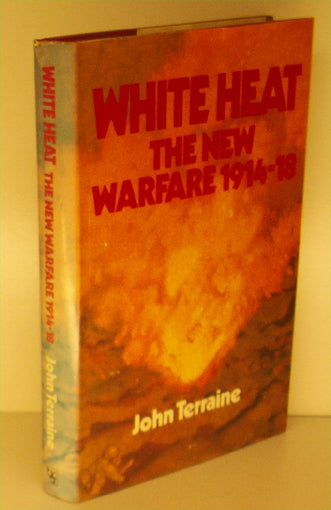 WHITE HEAT
THE NEW
WARFARE 1914-18
John Terraine
WHITE HEAT THE NEW WARFARE 1914-18 John Terraine